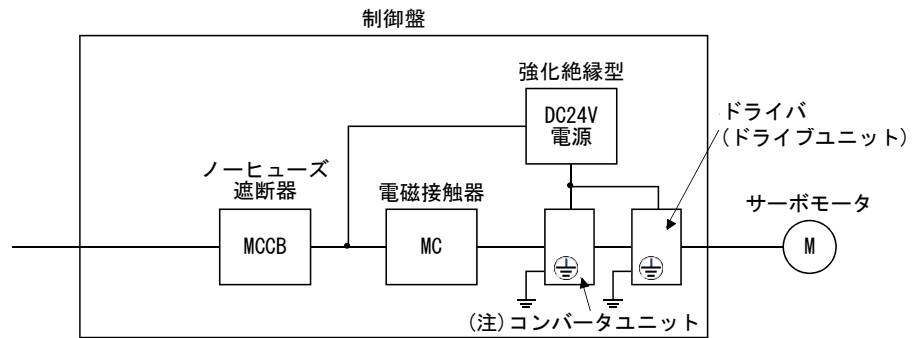 制御盤
強化絶縁型
DC24V
電源
ドライバ
(ドライブユニット)
ノーヒューズ
遮断器
電磁接触器
サーボモータ
MCCB
MC
M
(注)コンバータユニット